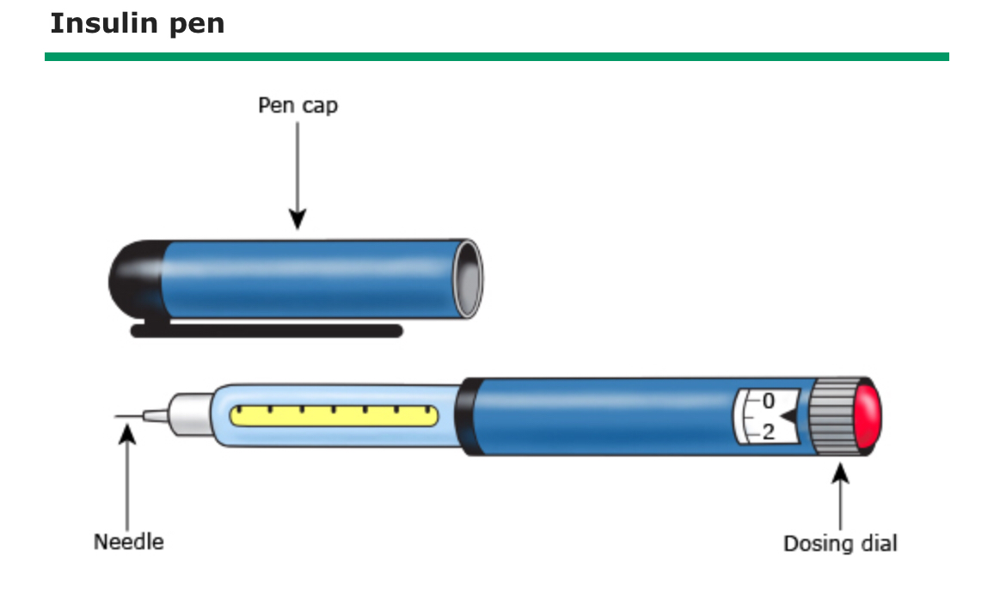 Insulin pen
Pen cap
0
2
Needle
Dosing dial